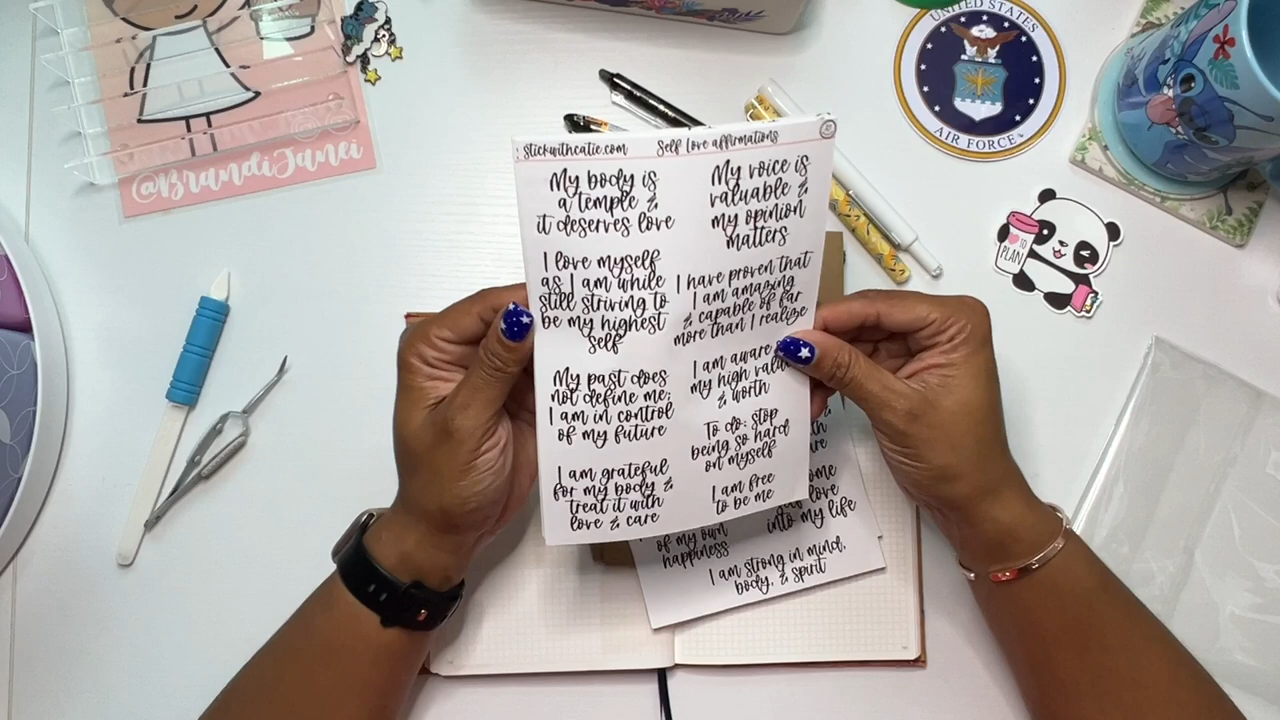 @BrandiJanei
UNITED STATES
AIR FORCE
I
TO
PLAN
Stickwithcatie.com
Self love affirmations
My body is
a temple &
it deserves love
I love myself
as I am while
still striving to
be my highest
self
My past does
not define me;
I am in control
of my future
I am grateful
for my body &
treat it with
love & care
My voice is
valuable &
my opinion
matters
I have proven that
I am amazing
& capable of far
more than I realize
I am aware
my high value
& worth
To do: stop
being so hard
on myself
I am free
to be me
of my own
happiness
love
into my life
I am strong in mind,
body, & spirit